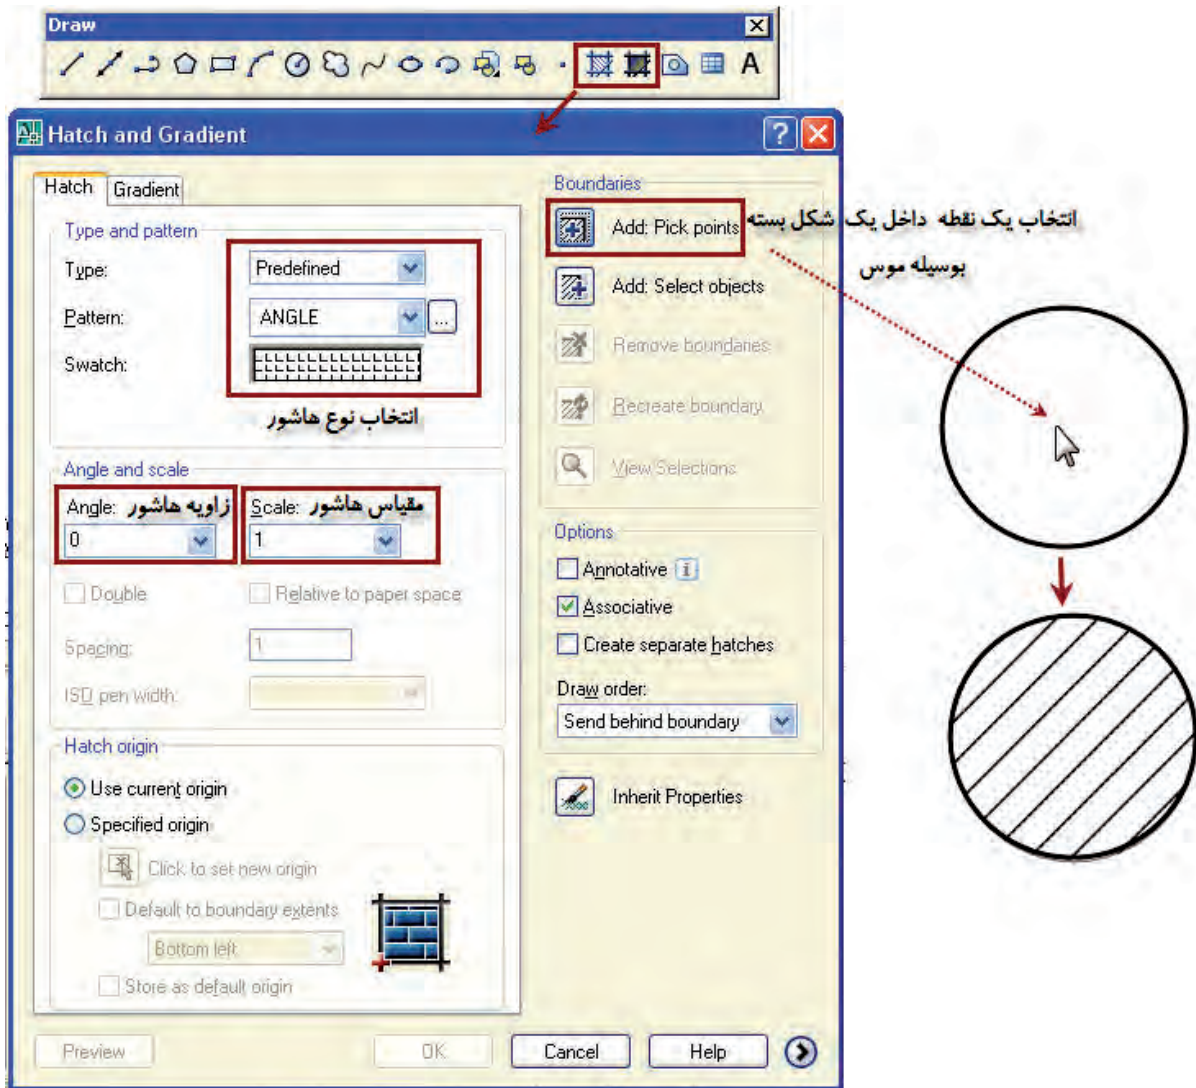 Draw
A
Hatch and Gradient
Hatch Gradient
Type and pattern
Type: Predefined
Pattern: ANGLE ...
Swatch:
انتخاب نوع هاشور
Angle and scale
Angle: زاویه هاشور
Scale: مقیاس هاشور
0
1
Double
Relative to paper space
Spacing: 1
ISO pen width:
Hatch origin
Use current origin
Specified origin
Click to set new origin
Default to boundary extents
Bottom left
Store as default origin
Boundaries
Add: Pick points
انتخاب یک نقطه داخل یک شکل بسته
بوسیله موس
Add: Select objects
Remove boundaries
Recreate boundary
View Selections
Options
Annotative
Associative
Create separate hatches
Draw order:
Send behind boundary
Inherit Properties
Preview
OK
Cancel
Help